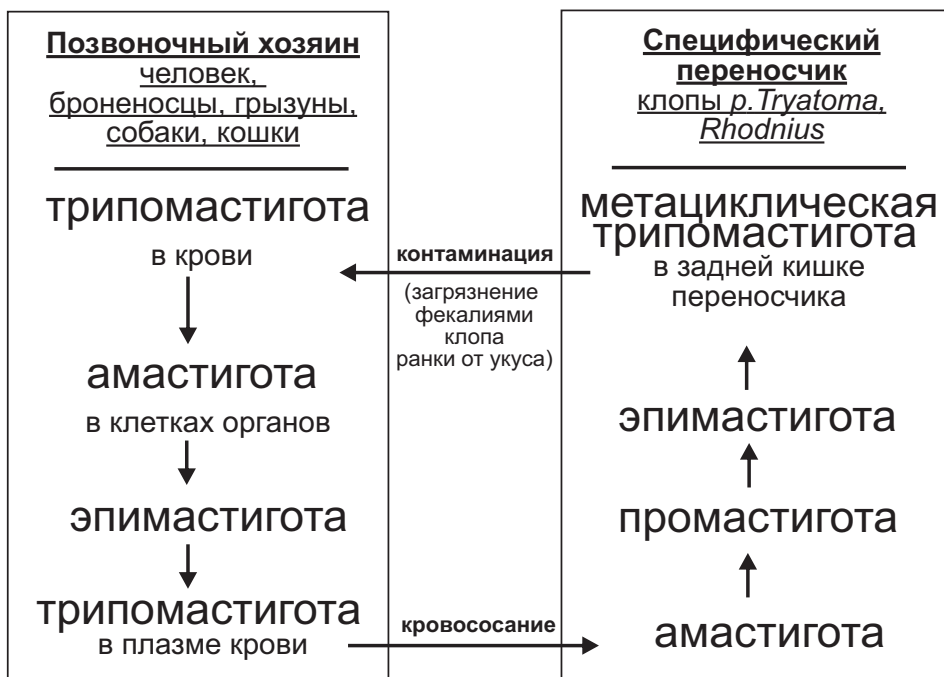 Позвоночный хозяин
человек,
броненосцы, грызуны,
собаки, кошки
трипомастигота
в крови
амастигота
в клетках органов
эпимастигота
трипомастигота
в плазме крови
контаминация
(загрязнение
фекалиями
клопа
ранки от укуса)
кровососание
Специфический
переносчик
клопы р.Tryatoma,
Rhodnius
метациклическая
трипомастигота
в задней кишке
переносчика
эпимастигота
промастигота
амастигота